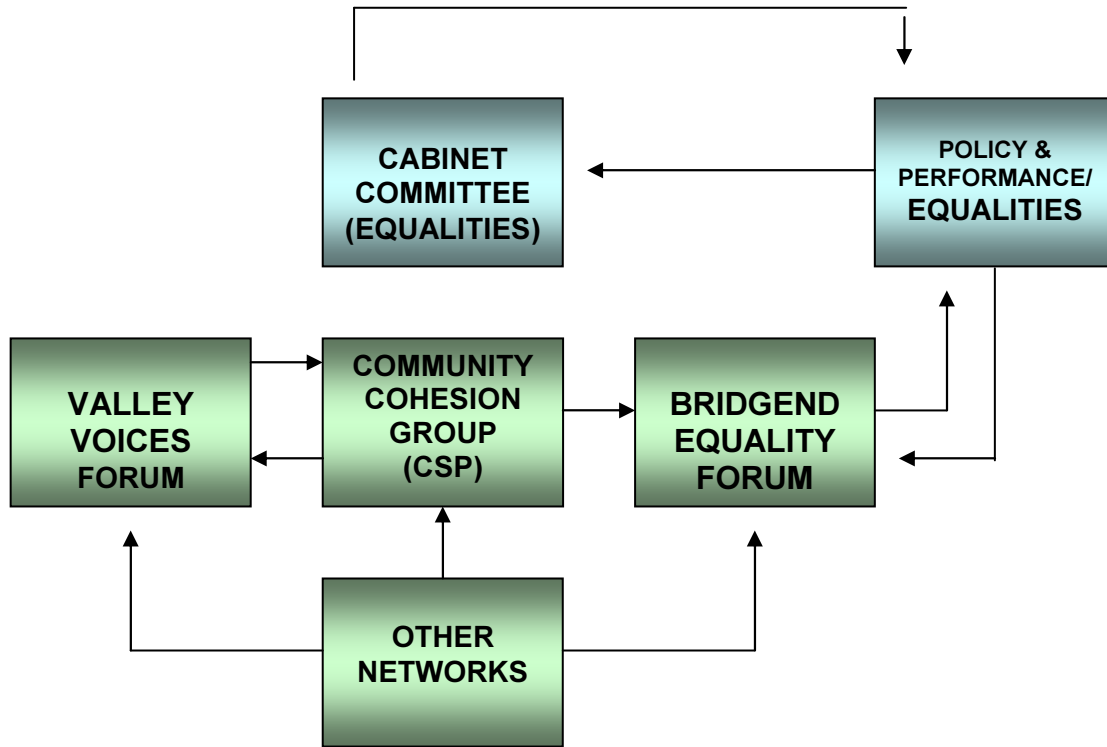 CABINET
COMMITTEE
(EQUALITIES)
POLICY &
PERFORMANCE/
EQUALITIES
VALLEY
VOICES
FORUM
COMMUNITY
COHESION
GROUP
(CSP)
BRIDGEND
EQUALITY
FORUM
OTHER
NETWORKS